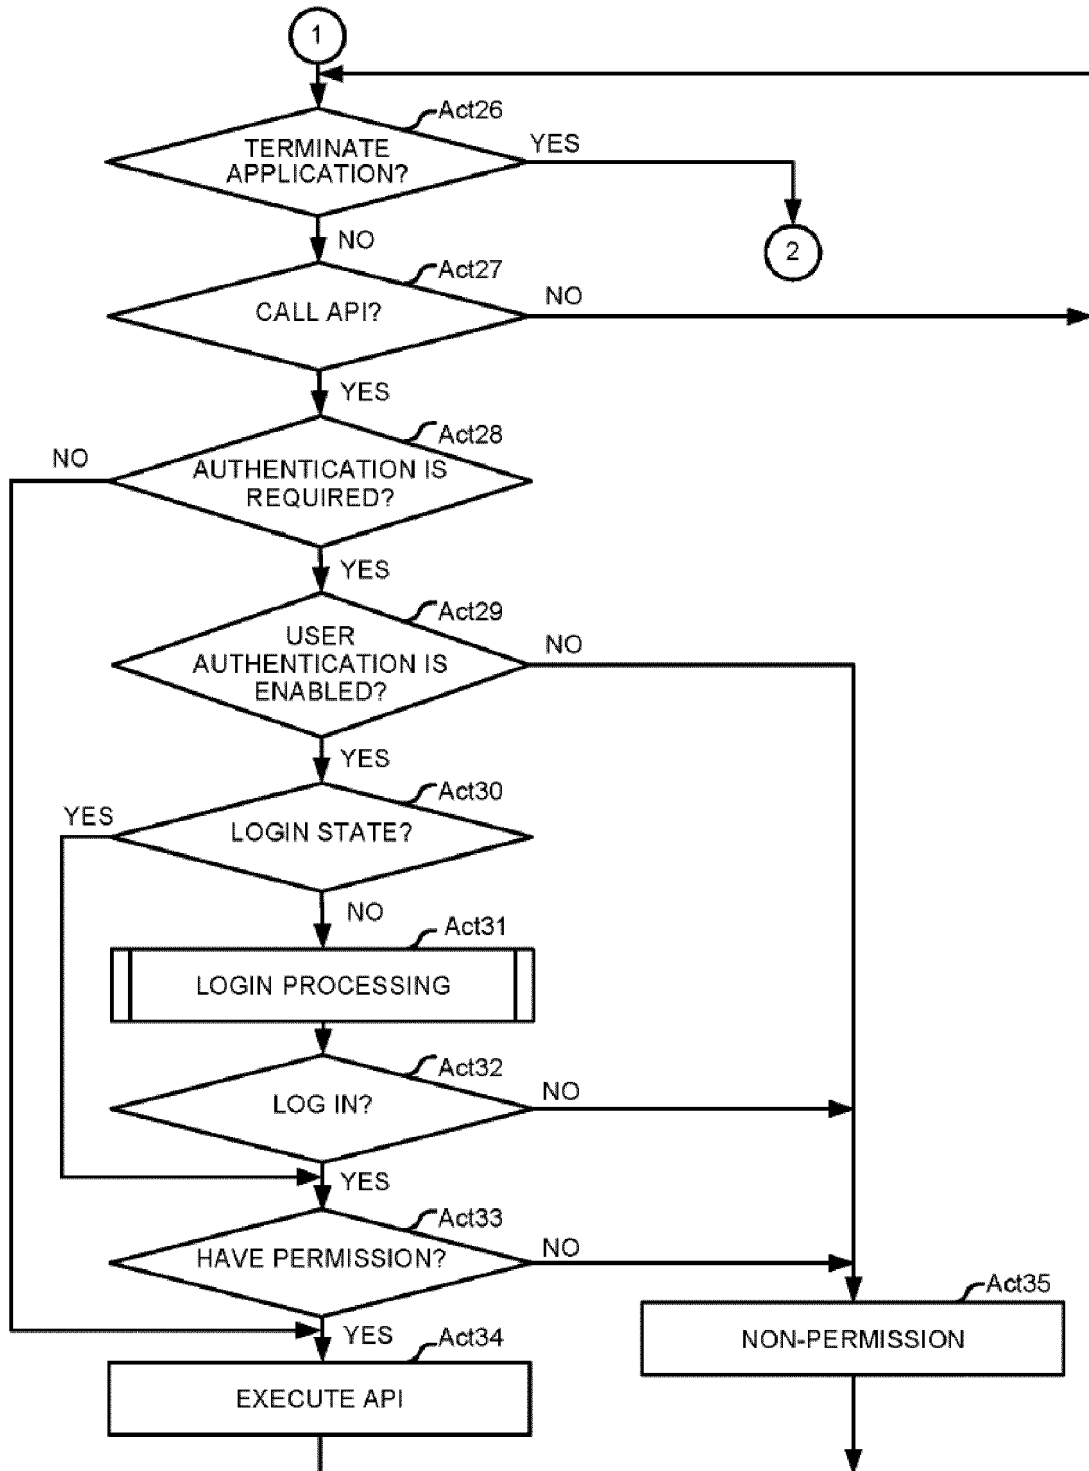 1
Act26
TERMINATE
APPLICATION?
YES
NO
2
Act27
CALL API?
NO
YES
Act28
NO
AUTHENTICATION IS
REQUIRED?
YES
Act29
USER
AUTHENTICATION IS
ENABLED?
NO
YES
Act30
YES
LOGIN STATE?
NO
Act31
LOGIN PROCESSING
Act32
LOG IN?
NO
YES
Act33
HAVE PERMISSION?
NO
YES
Act34
EXECUTE API
Act35
NON-PERMISSION